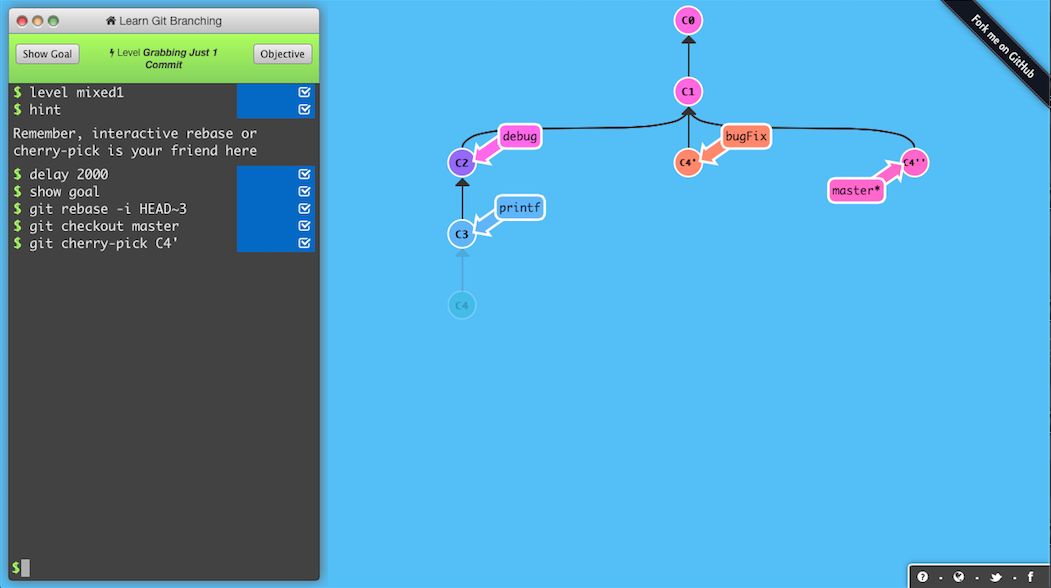 Learn Git Branching
Show Goal
Level Grabbing Just 1
Commit
Objective
$ level mixed1
$ hint
Remember, interactive rebase or
cherry-pick is your friend here
$ delay 2000
$ show goal
$ git rebase -i HEAD~3
$ git checkout master
$ git cherry-pick C4'
$
C0
C1
debug
bugFix
C2
C4'
C4''
master*
printf
C3
C4
Fork me on GitHub